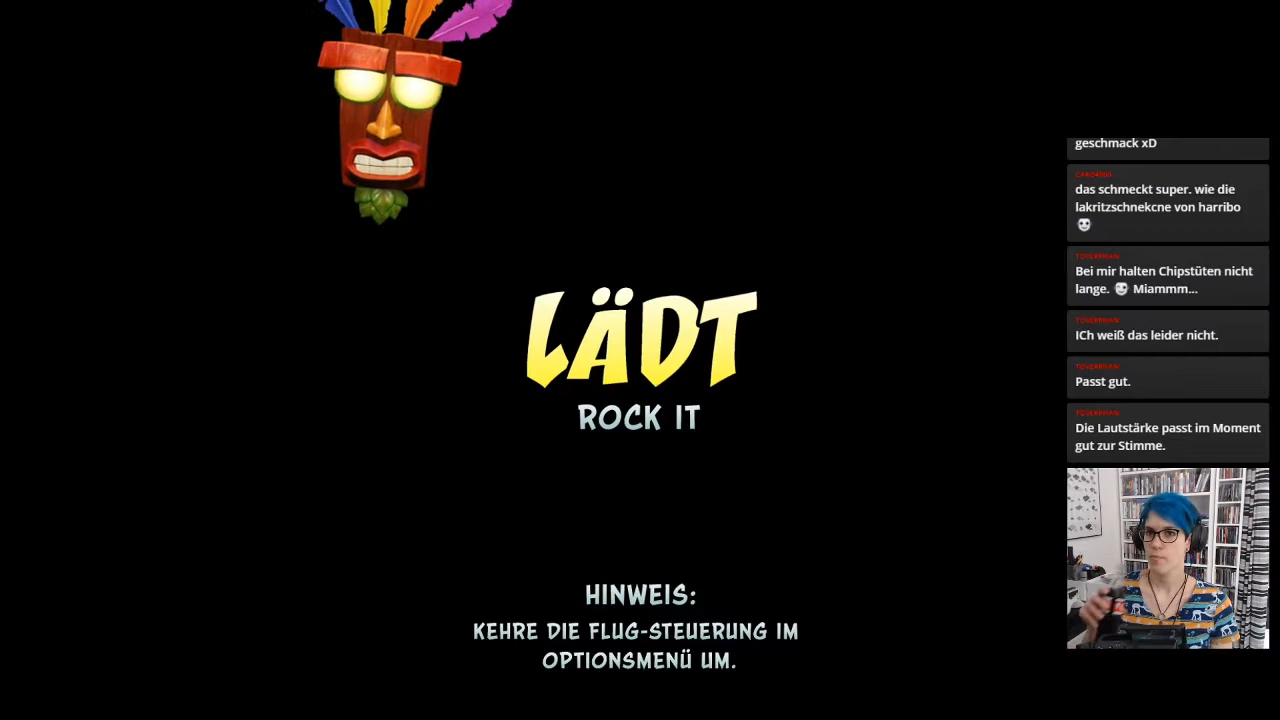 LÄDT
ROCK IT
HINWEIS:
KEHRE DIE FLUG-STEUERUNG IM
OPTIONSMENÜ UM.
geschmack xD
das schmeckt super. wie die
lakritzschnekcne von harribo
Bei mir halten Chipstüten nicht
lange. Miammm...
ICh weiß das leider nicht.
Passt gut.
Die Lautstärke passt im Moment
gut zur Stimme.